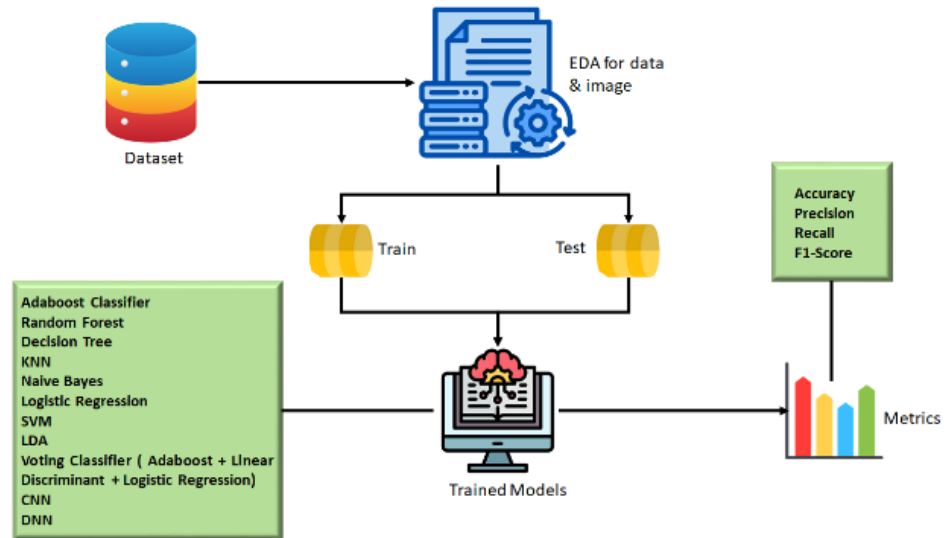 Dataset
EDA for data
& image
Train
Test
Accuracy
Precision
Recall
F1-Score
Adaboost Classifier
Random Forest
Decision Tree
KNN
Naive Bayes
Logistic Regression
SVM
LDA
Voting Classifier ( Adaboost + Linear
Discriminant + Logistic Regression)
CNN
DNN
Trained Models
Metrics